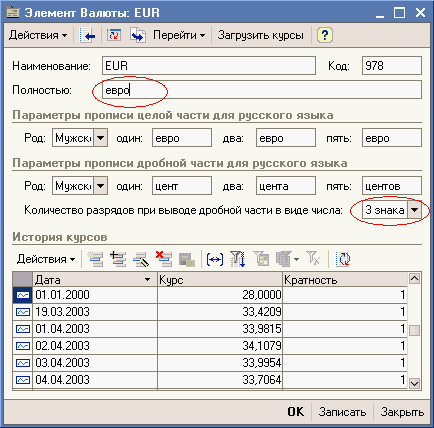 Элемент Валюты: EUR
Действия Перейти Загрузить курсы ?
Наименование: EUR Код: 978
Полностью: евро
Параметры прописи целой части для русского языка
Род: Мужско один: евро два: евро пять: евро
Параметры прописи дробной части для русского языка
Род: Мужско один: цент два: цента пять: центов
Количество разрядов при выводе дробной части в виде числа: 3 знака
История курсов
Действия
Дата Курс Кратность
01.01.2000 28,0000 1
19.03.2003 33,4209 1
01.04.2003 33,9815 1
02.04.2003 34,1079 1
03.04.2003 33,9954 1
04.04.2003 33,7064 1
OK Записать Закрыть